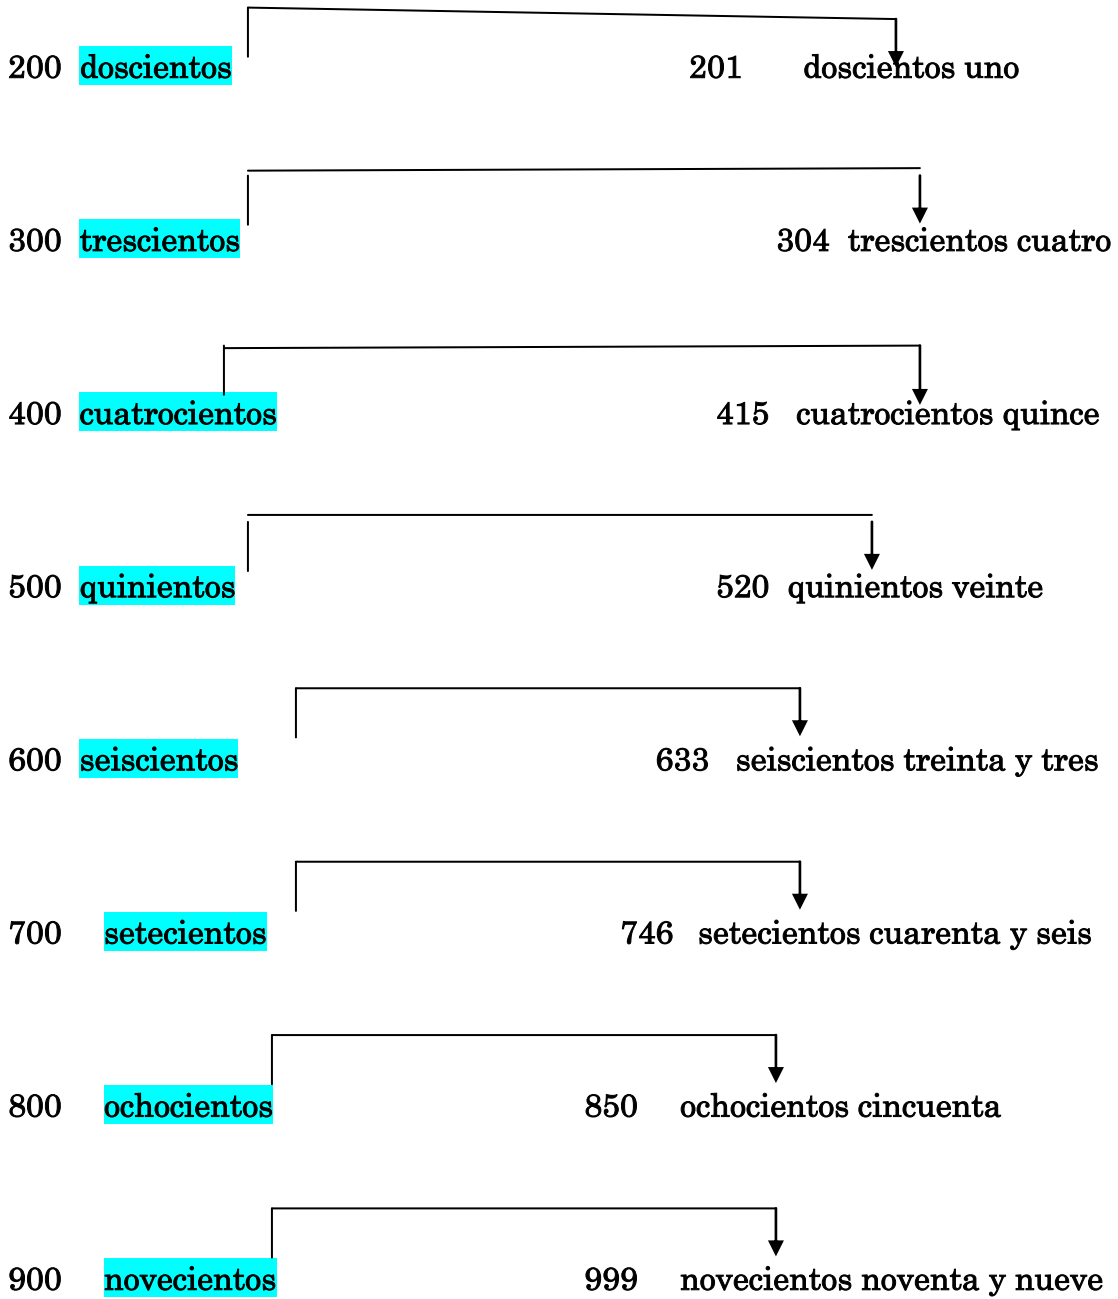 200 doscientos 201 doscientos uno
300 trescientos 304 trescientos cuatro
400 cuatrocientos 415 cuatrocientos quince
500 quinientos 520 quinientos veinte
600 seiscientos 633 seiscientos treinta y tres
700 setecientos 746 setecientos cuarenta y seis
800 ochocientos 850 ochocientos cincuenta
900 novecientos 999 novecientos noventa y nueve